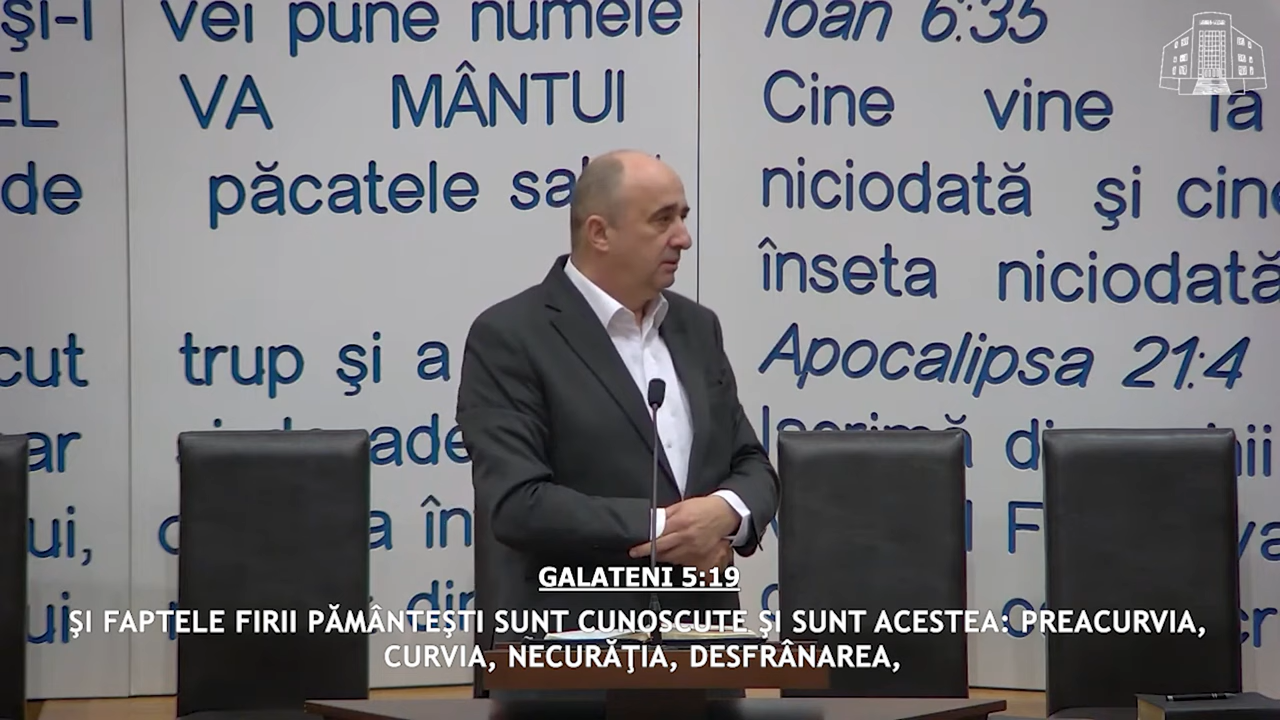 şi-l
EL
de
cut
ar
ui,
ui
vei pune numele
VA MÂNTUI
păcatele
trup şi a
Ioan 6:35
Cine vine la
niciodată şi
înseta niciodată
Apocalipsa 21:4
GALATENI 5:19
ŞI FAPTELE FIRII PĂMÂNTEŞTI SUNT CUNOSCUTE ŞI SUNT ACESTEA: PREACURVIA,
CURVIA, NECURĂŢIA, DESFRÂNAREA,